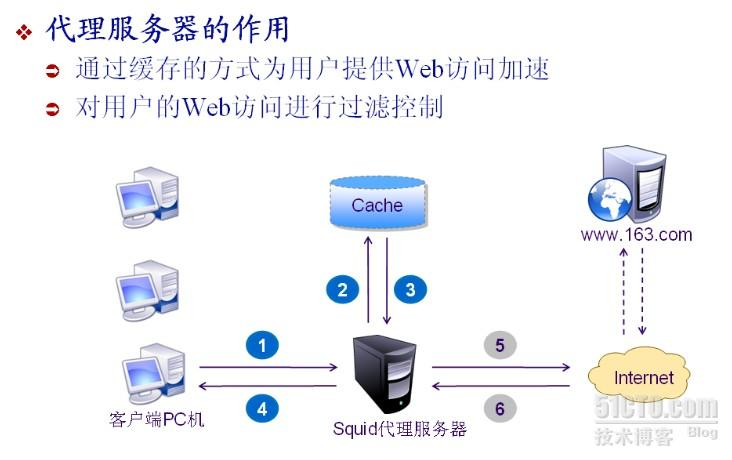 代理服务器的作用
通过缓存的方式为用户提供Web访问加速
对用户的Web访问进行过滤控制
Cache
www.163.com
2
3
1
5
4
6
Internet
客户端PC机
Squid代理服务器
51CTO.com
技术博客 Blog